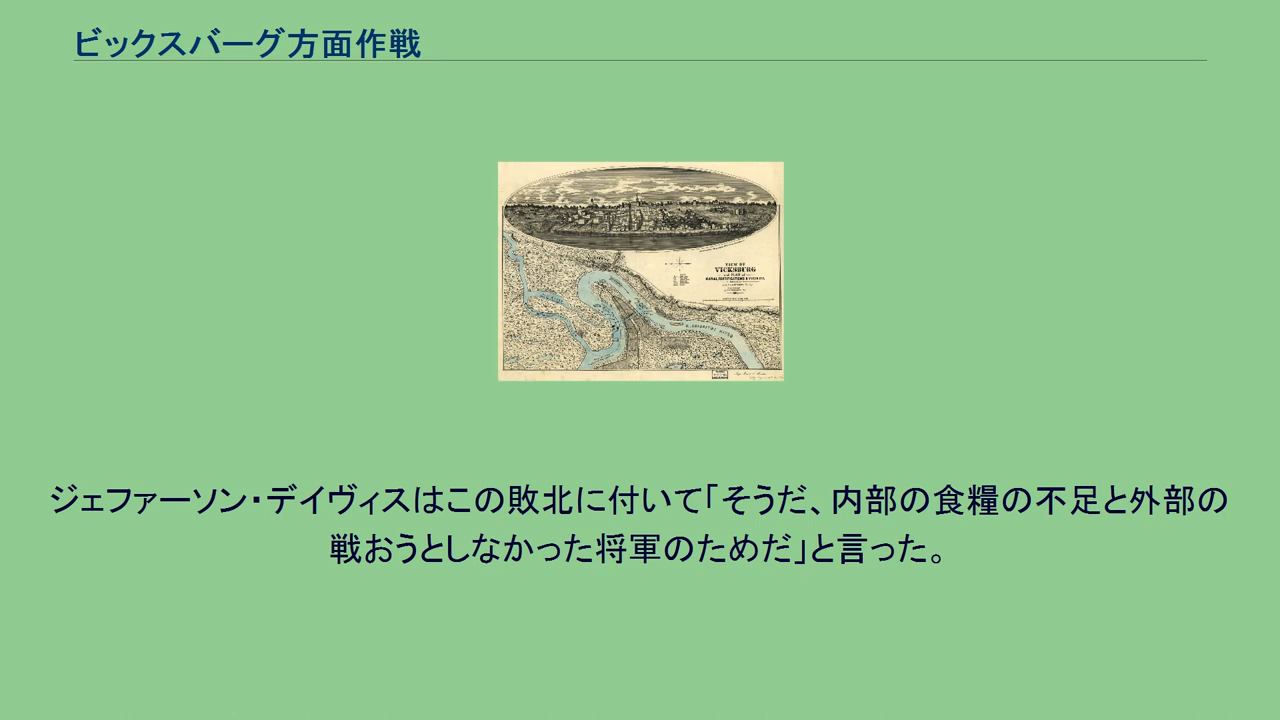 ビックスバーグ方面作戦
VIEW OF
VICKSBURG
ジェファーソン・デイヴィスはこの敗北に付いて「そうだ、内部の食糧の不足と外部の
戦おうとしなかった将軍のためだ」と言った。